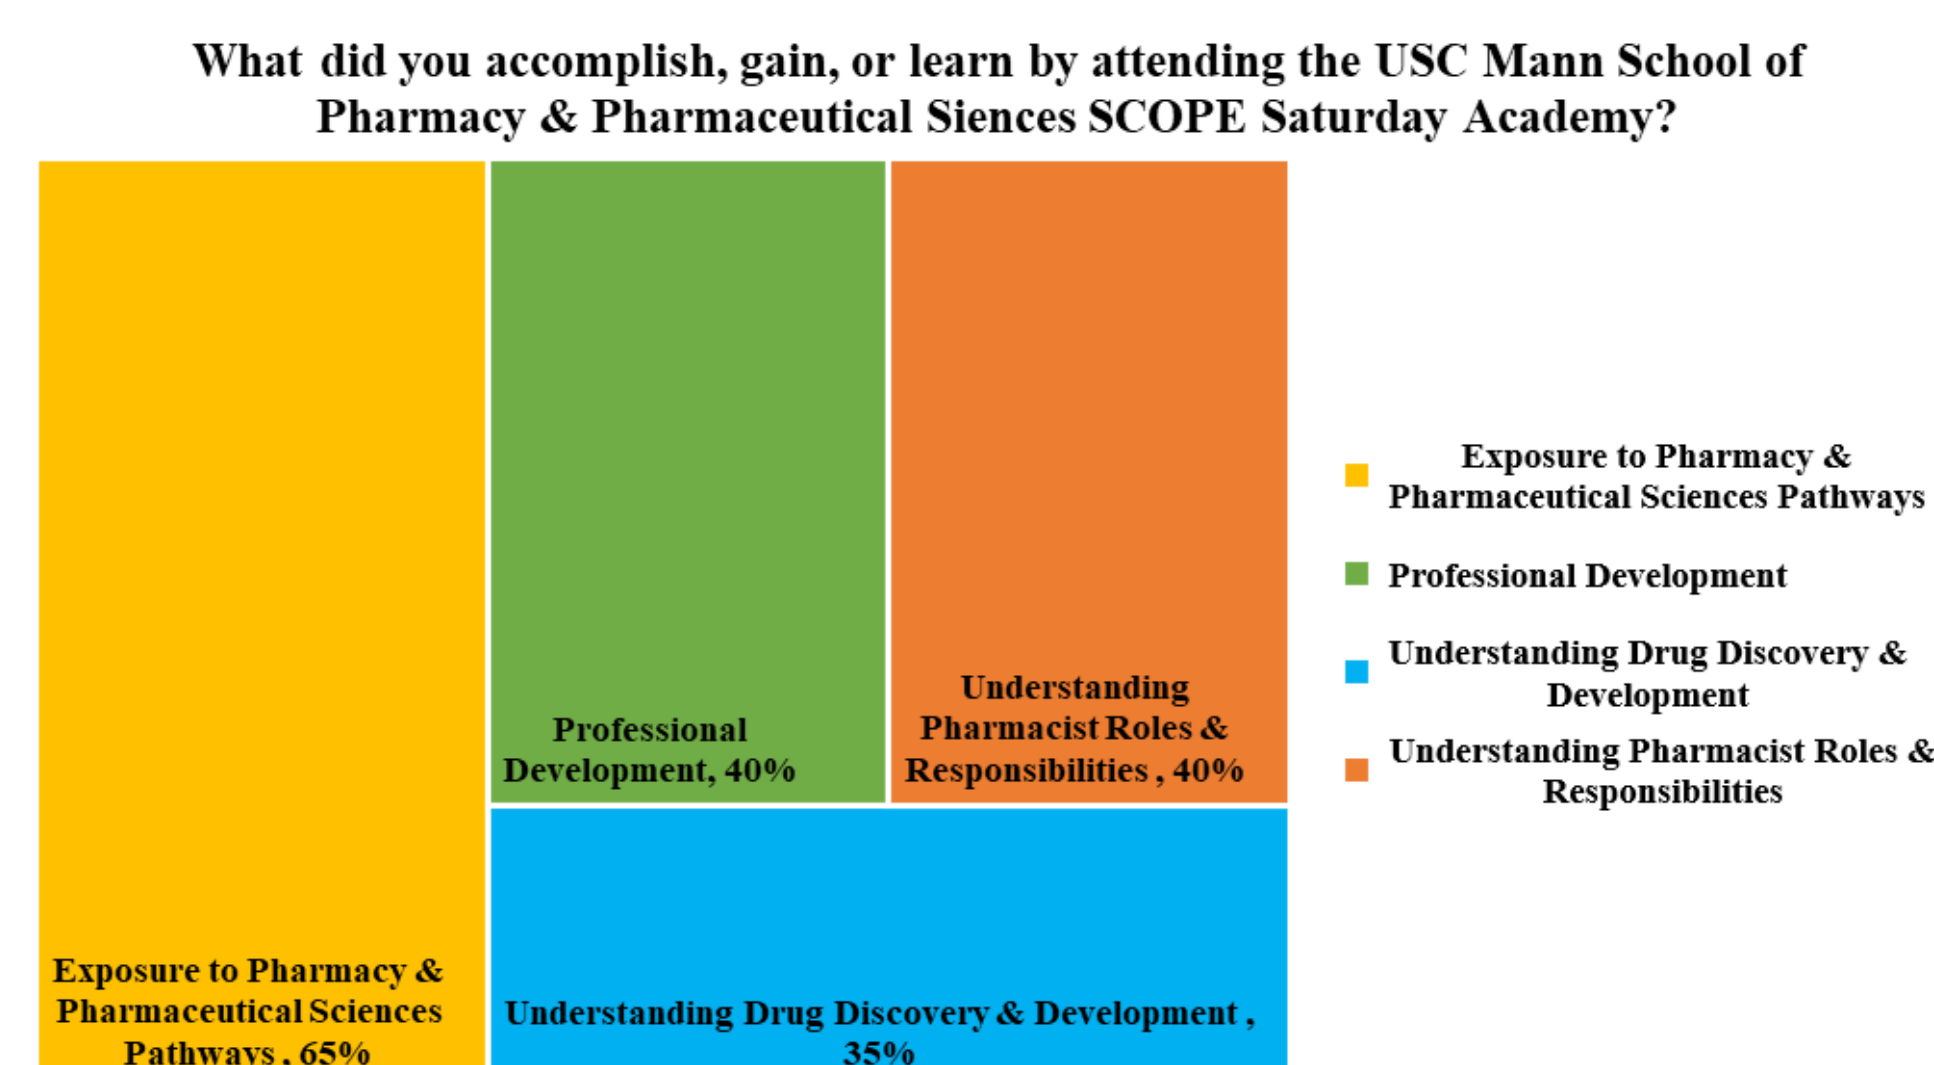 What did you accomplish, gain, or learn by attending the USC Mann School of
Pharmacy & Pharmaceutical Siences SCOPE Saturday Academy?
Exposure to Pharmacy &
Pharmaceutical Sciences
Pathways , 65%
Professional
Development, 40%
Understanding
Pharmacist Roles &
Responsibilities , 40%
Understanding Drug Discovery & Development ,
35%
Exposure to Pharmacy &
Pharmaceutical Sciences Pathways
Professional Development
Understanding Drug Discovery &
Development
Understanding Pharmacist Roles &
Responsibilities